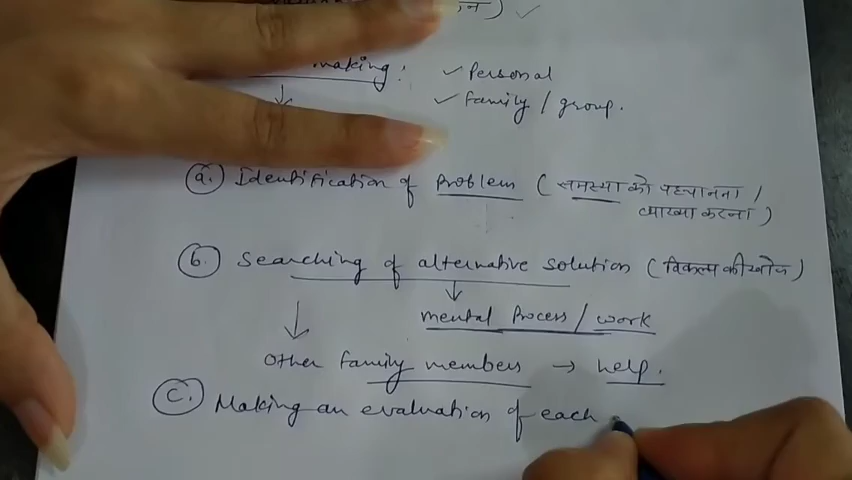 न) ✓
making: ✓ Personal
✓ family / group.
(a.) Identification of Problem (समस्या को पहचानना /
व्याख्या करना)
(b.) Searching of alternative solution (विकल्प की खोज)
mental Process / work
Other family members → help.
(c.) Making an evaluation of each